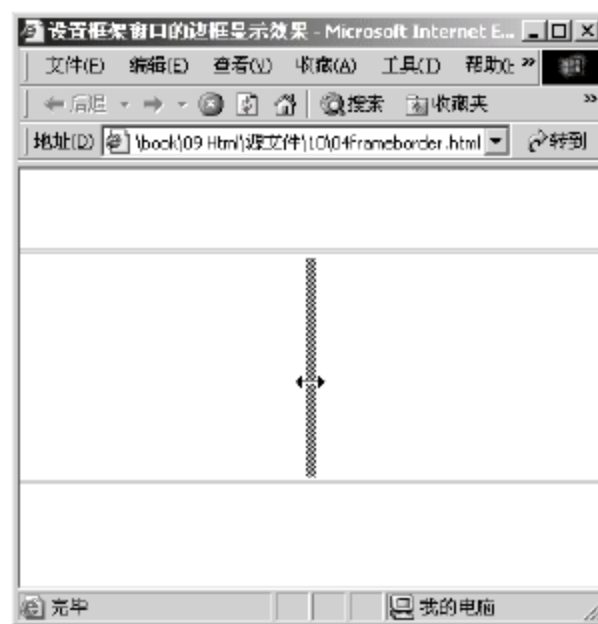 设置框架窗口的边框显示效果 - Microsoft Internet E...
文件(F) 编辑(E) 查看(V) 收藏(A) 工具(T) 帮助(H »
后退 搜索 收藏夹 »
地址(D) \book\09 Html\源文件\10\04frameborder.html 转到
完毕 我的电脑